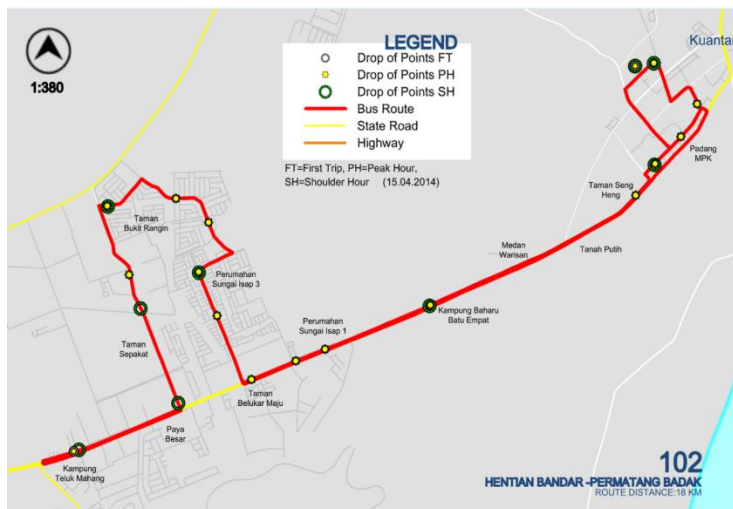 LEGEND
Drop of Points FT
Drop of Points PH
Drop of Points SH
Bus Route
State Road
Highway
FT=First Trip, PH=Peak Hour,
SH=Shoulder Hour (15.04.2014)
1:380
Kuantan
Padang
MPK
Taman Seng
Heng
Tanah Putih
Medan
Warisan
Kampung Baharu
Batu Empat
Perumahan
Sungai Isap 1
Perumahan
Sungai Isap 3
Taman
Bukit Rangin
Taman
Sepakat
Taman
Belukar Maju
Paya
Besar
Kampung
Teluk Mahang
102
HENTIAN BANDAR -PERMATANG BADAK
ROUTE DISTANCE:18 KM